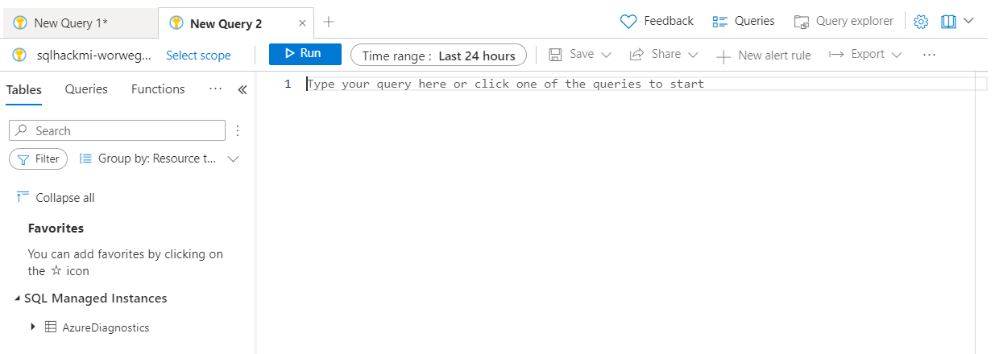 New Query 1*
New Query 2
Feedback
Queries
Query explorer
sqlhackmi-worweg...
Select scope
Run
Time range : Last 24 hours
Save
Share
New alert rule
Export
Tables
Queries
Functions
1
Type your query here or click one of the queries to start
Search
Filter
Group by: Resource t...
Collapse all
Favorites
You can add favorites by clicking on
the ☆ icon
SQL Managed Instances
AzureDiagnostics